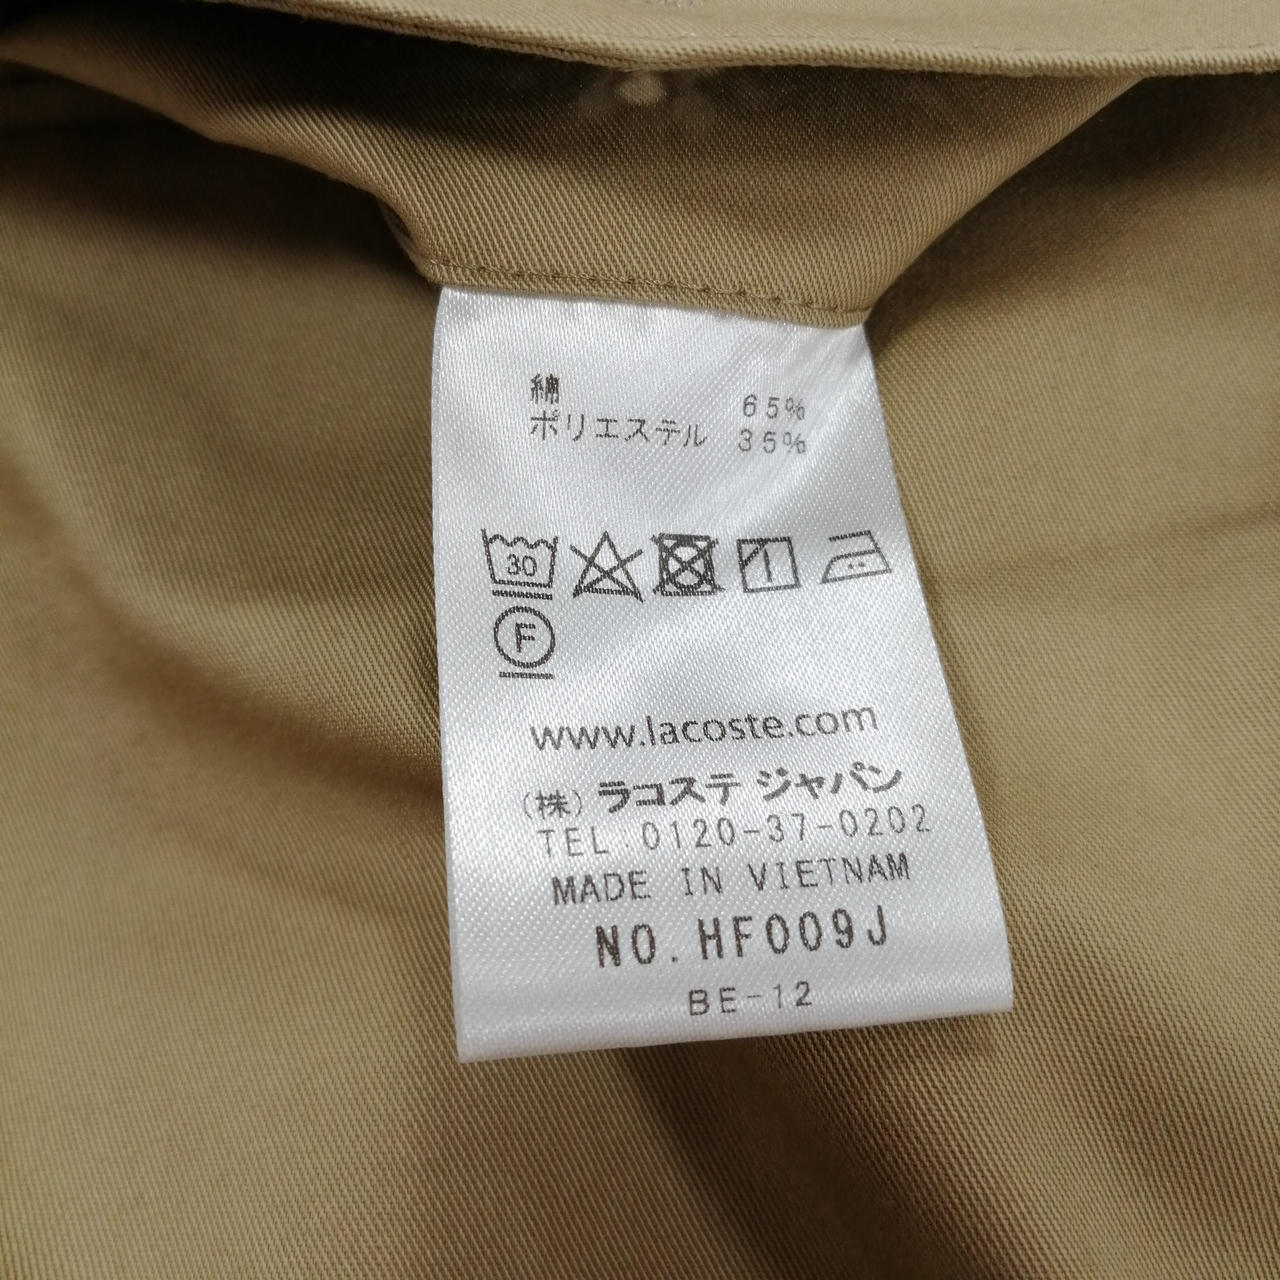 綿 65%
ポリエステル 35%
30
F
www.lacoste.com
(株) ラコステ ジャパン
TEL:0120-37-0202
MADE IN VIETNAM
NO. HF009J
BE-12